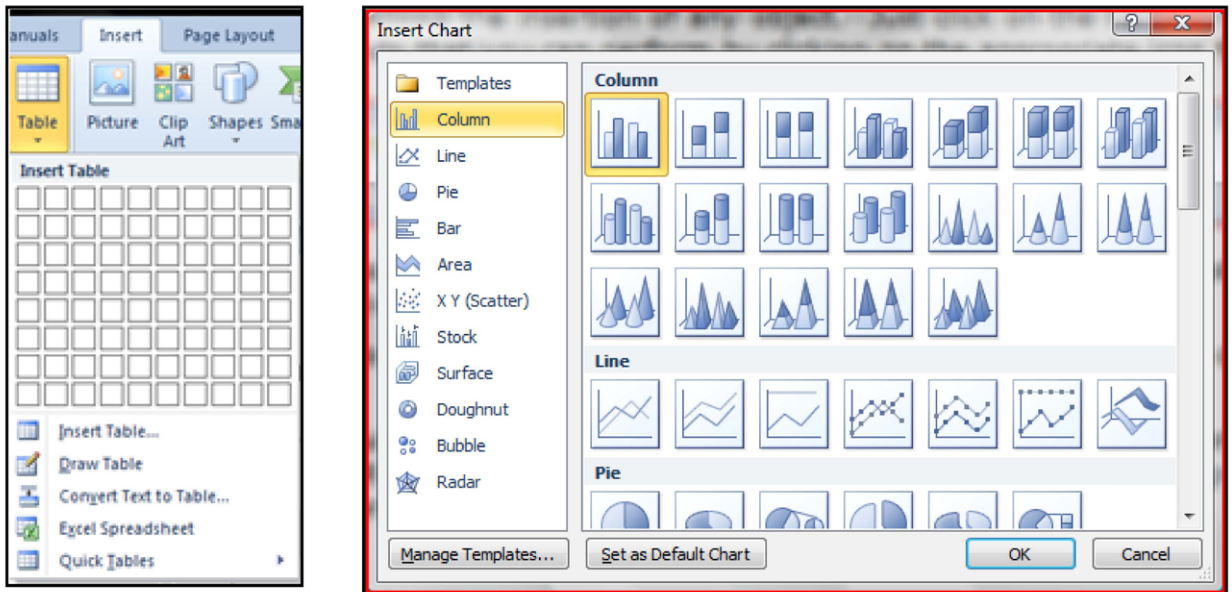 anuals Insert Page Layout
Table Picture Clip Art Shapes Sma
Insert Table
Insert Table...
Draw Table
Convert Text to Table...
Excel Spreadsheet
Quick Tables
Insert Chart
Templates
Column
Line
Pie
Bar
Area
X Y (Scatter)
Stock
Surface
Doughnut
Bubble
Radar
Column
Line
Pie
Manage Templates...
Set as Default Chart
OK
Cancel